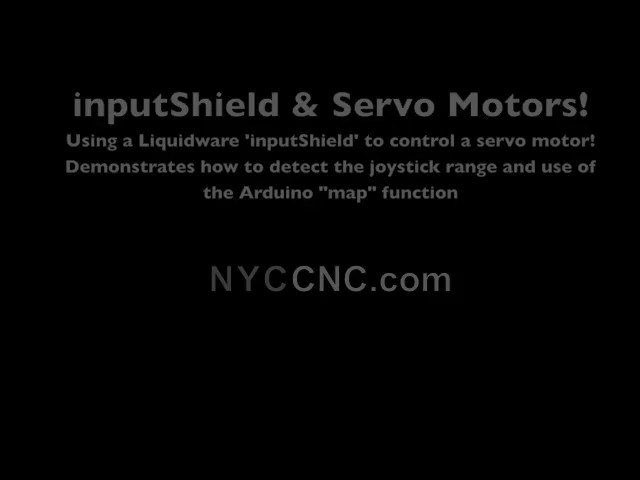 inputShield & Servo Motors!
Using a Liquidware 'inputShield' to control a servo motor!
Demonstrates how to detect the joystick range and use of
the Arduino "map" function
NYCCNC.com